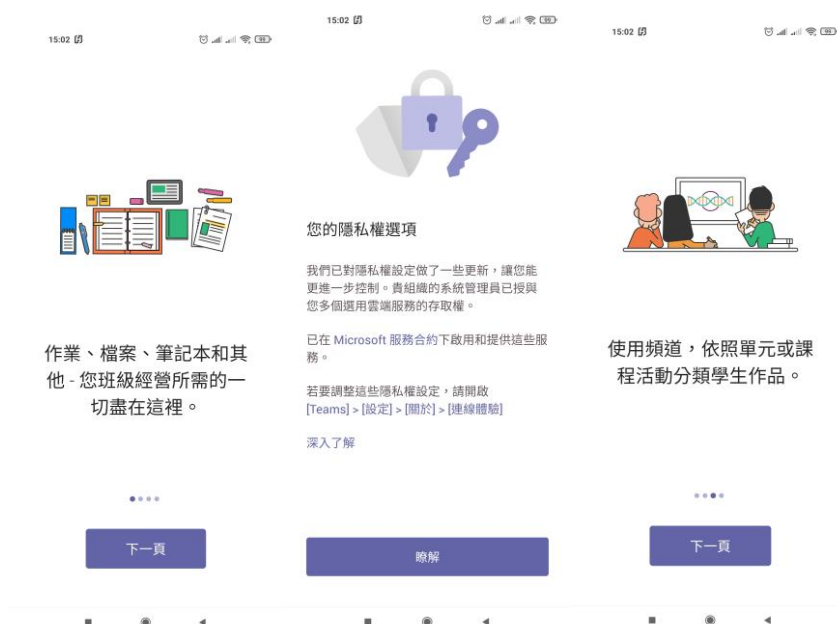 15:02
99
作業、檔案、筆記本和其
他 - 您班級經營所需的一
切盡在這裡。
下一頁
15:02
99
您的隱私權選項
我們已對隱私權設定做了一些更新，讓您能
更進一步控制。貴組織的系統管理員已授與
您多個選用雲端服務的存取權。
已在 Microsoft 服務合約下啟用和提供這些服
務。
若要調整這些隱私權設定，請開啟
[Teams] > [設定] > [關於] > [連線體驗]
深入了解
瞭解
15:02
99
使用頻道，依照單元或課
程活動分類學生作品。
下一頁